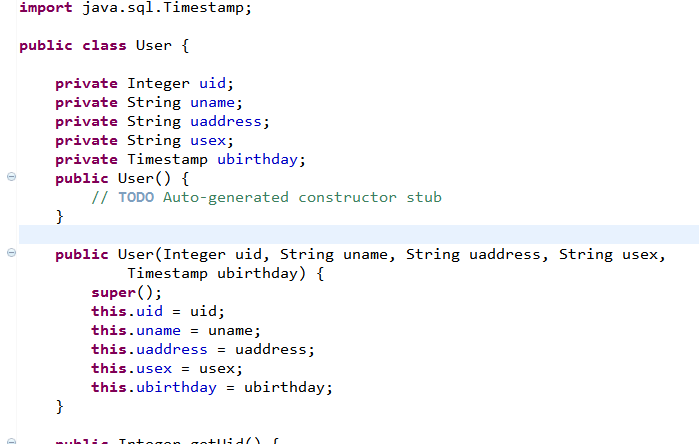 import java.sql.Timestamp;
public class User {
private Integer uid;
private String uname;
private String uaddress;
private String usex;
private Timestamp ubirthday;
public User() {
// TODO Auto-generated constructor stub
}
public User(Integer uid, String uname, String uaddress, String usex,
Timestamp ubirthday) {
super();
this.uid = uid;
this.uname = uname;
this.uaddress = uaddress;
this.usex = usex;
this.ubirthday = ubirthday;
}
public Integer getUid() {